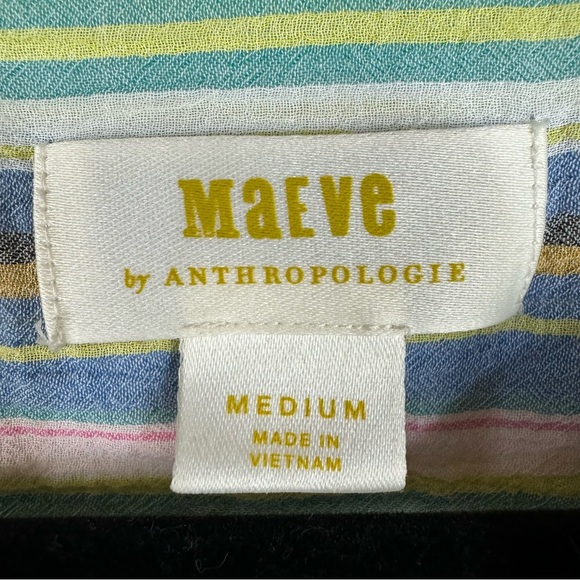 MaEVe
by ANTHROPOLOGIE
MEDIUM
MADE IN
VIETNAM